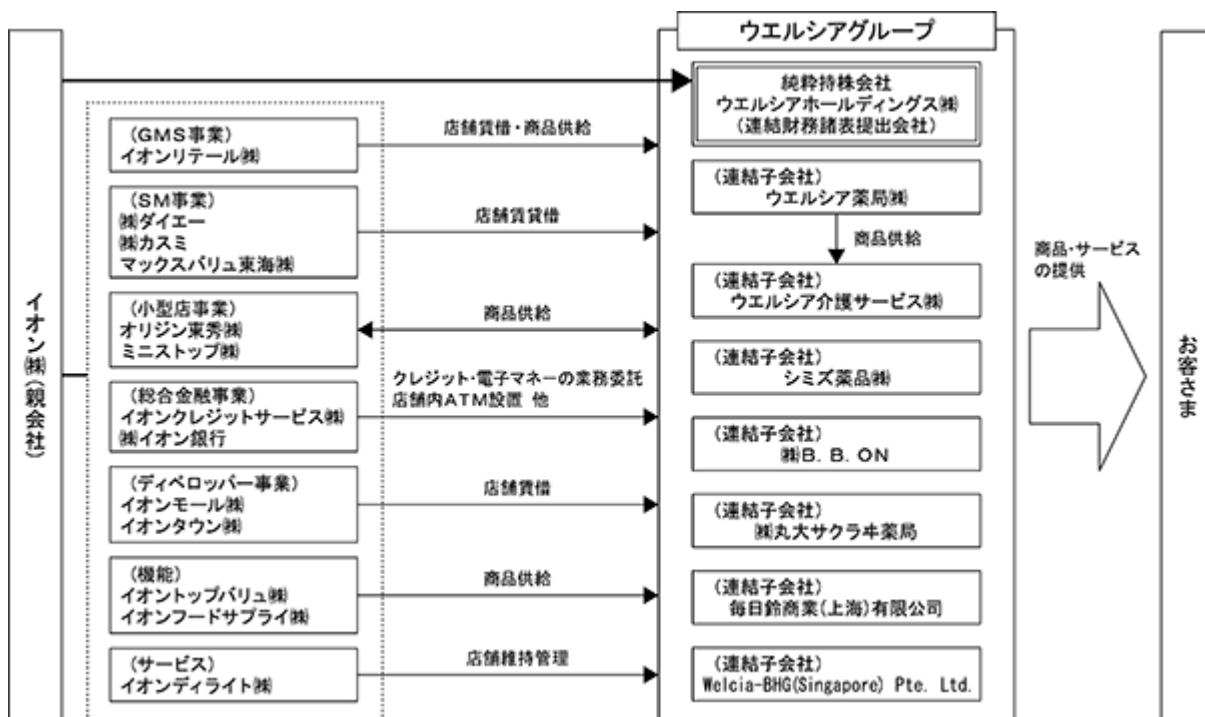 イオン㈱(親会社)
(GMS事業)
イオンリテール㈱
(SM事業)
㈱ダイエー
㈱カスミ
マックスバリュ東海㈱
(小型店事業)
オリジン東秀㈱
ミニストップ㈱
(総合金融事業)
イオンクレジットサービス㈱
㈱イオン銀行
(ディベロッパー事業)
イオンモール㈱
イオンタウン㈱
(機能)
イオントップバリュ㈱
イオンフードサプライ㈱
(サービス)
イオンディライト㈱
店舗賃借・商品供給
店舗賃貸借
商品供給
クレジット・電子マネーの業務委託
店舗内ATM設置 他
店舗賃借
商品供給
店舗維持管理
ウエルシアグループ
純粋持株会社
ウエルシアホールディングス㈱
(連結財務諸表提出会社)
(連結子会社)
ウエルシア薬局㈱
商品供給
(連結子会社)
ウエルシア介護サービス㈱
(連結子会社)
シミズ薬品㈱
(連結子会社)
㈱B.B.ON
(連結子会社)
㈱丸大サクラヰ薬局
(連結子会社)
毎日鈴商業(上海)有限公司
(連結子会社)
Welcia-BHG(Singapore) Pte. Ltd.
商品・サービス
の提供
お客さま